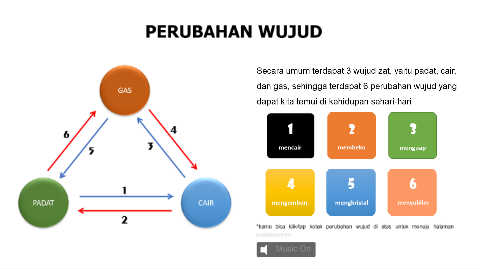 PERUBAHAN WUJUD
Secara umum terdapat 3 wujud zat, yaitu padat, cair,
dan gas, sehingga terdapat 6 perubahan wujud yang
dapat kita temui di kehidupan sehari-hari
GAS
6
5
4
3
PADAT
1
2
CAIR
1
mencair
2
membeku
3
menguap
4
mengembun
5
mengkristal
6
menyublim
*kamu bisa klik/tap kotak perubahan wujud di atas untuk menuju halaman
Music On